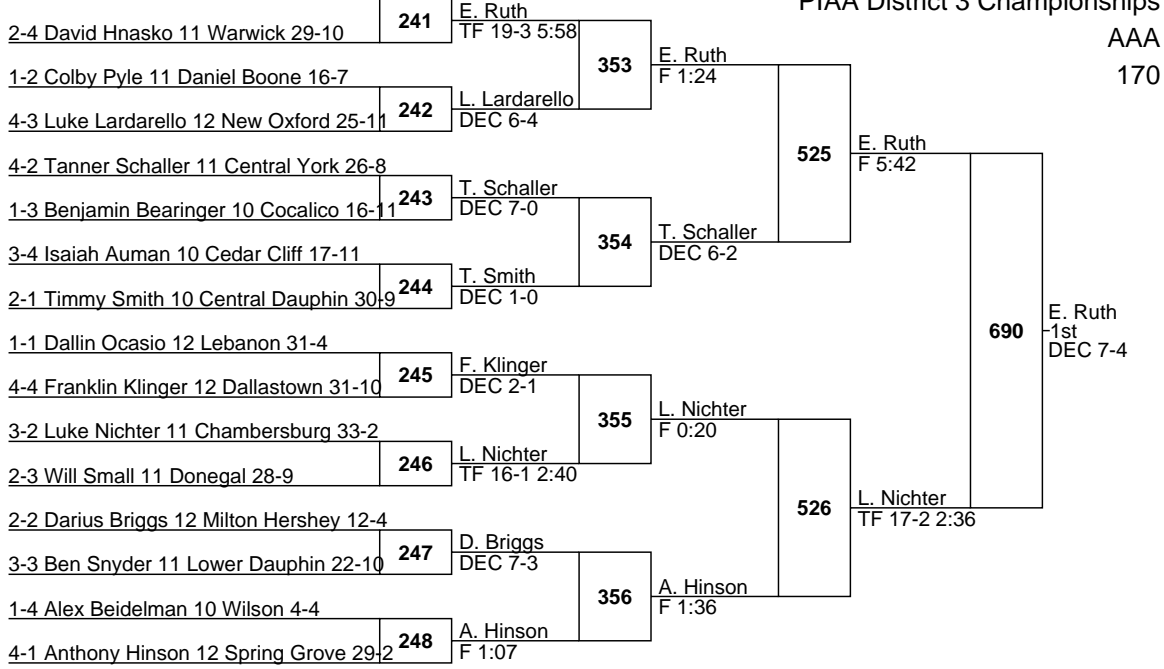 PIAA District 3 Championships
AAA
170
2-4 David Hnasko 11 Warwick 29-10
1-2 Colby Pyle 11 Daniel Boone 16-7
4-3 Luke Lardarello 12 New Oxford 25-11
4-2 Tanner Schaller 11 Central York 26-8
1-3 Benjamin Bearinger 10 Cocalico 16-11
3-4 Isaiah Auman 10 Cedar Cliff 17-11
2-1 Timmy Smith 10 Central Dauphin 30-9
1-1 Dallin Ocasio 12 Lebanon 31-4
4-4 Franklin Klinger 12 Dallastown 31-10
3-2 Luke Nichter 11 Chambersburg 33-2
2-3 Will Small 11 Donegal 28-9
2-2 Darius Briggs 12 Milton Hershey 12-4
3-3 Ben Snyder 11 Lower Dauphin 22-10
1-4 Alex Beidelman 10 Wilson 4-4
4-1 Anthony Hinson 12 Spring Grove 29-2
241
E. Ruth
TF 19-3 5:58
242
L. Lardarello
DEC 6-4
243
T. Schaller
DEC 7-0
244
T. Smith
DEC 1-0
245
F. Klinger
DEC 2-1
246
L. Nichter
TF 16-1 2:40
247
D. Briggs
DEC 7-3
248
A. Hinson
F 1:07
353
E. Ruth
F 1:24
354
T. Schaller
DEC 6-2
355
L. Nichter
F 0:20
356
A. Hinson
F 1:36
525
E. Ruth
F 5:42
526
L. Nichter
TF 17-2 2:36
690
E. Ruth
1st
DEC 7-4